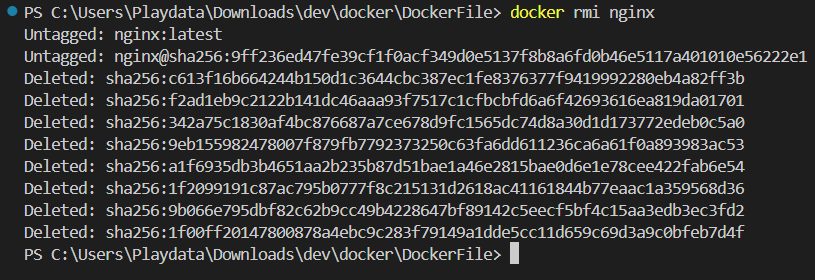 PS C:\Users\Playdata\Downloads\dev\docker\DockerFile> docker rmi nginx
Untagged: nginx:latest
Untagged: nginx@sha256:9ff236ed47fe39cf1f0acf349d0e5137f8b8a6fd0b46e5117a401010e56222e1
Deleted: sha256:c613f16b664244b150d1c3644cbc387ec1fe8376377f9419992280eb4a82ff3b
Deleted: sha256:f2ad1eb9c2122b141dc46aaa93f7517c1cfbcbfd6a6f42693616ea819da01701
Deleted: sha256:342a75c1830af4bc876687a7ce678d9fc1565dc74d8a30d1d173772edeb0c5a0
Deleted: sha256:9eb155982478007f879fb7792373250c63fa6dd611236ca6a61f0a893983ac53
Deleted: sha256:a1f6935db3b4651aa2b235b87d51bae1a46e2815bae0d6e1e78cee422fab6e54
Deleted: sha256:1f2099191c87ac795b0777f8c215131d2618ac41161844b77eaac1a359568d36
Deleted: sha256:9b066e795dbf82c62b9cc49b4228647bf89142c5eecf5bf4c15aa3edb3ec3fd2
Deleted: sha256:1f00ff20147800878a4ebc9c283f79149a1dde5cc11d659c69d3a9c0bfeb7d4f
PS C:\Users\Playdata\Downloads\dev\docker\DockerFile>